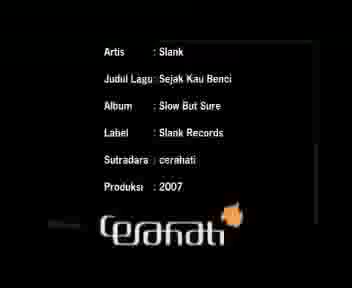 Artis : Slank
Judul Lagu : Sejak Kau Benci
Album : Slow But Sure
Label : Slank Records
Sutradara : cerahati
Produksi : 2007
cerahati